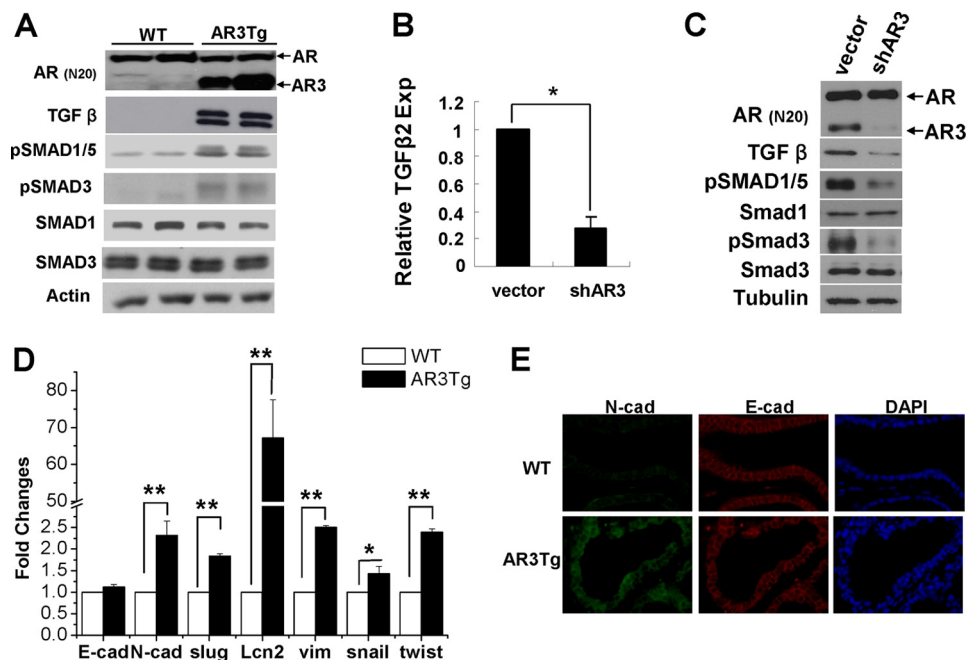 A
WT
AR3Tg
AR (N20)
←AR
←AR3
TGF β
pSMAD1/5
pSMAD3
SMAD1
SMAD3
Actin
B
Relative TGFβ2 Exp
1.2
1
0.8
0.6
0.4
0.2
0
*
vector
shAR3
C
vector
shAR3
AR (N20)
←AR
←AR3
TGF β
pSMAD1/5
Smad1
pSmad3
Smad3
Tubulin
D
WT
AR3Tg
Fold Changes
80
70
60
50
2.5
2.0
1.5
1.0
0.5
0.0
**
**
**
**
*
**
E-cad
N-cad
slug
Lcn2
vim
snail
twist
E
N-cad
E-cad
DAPI
WT
AR3Tg